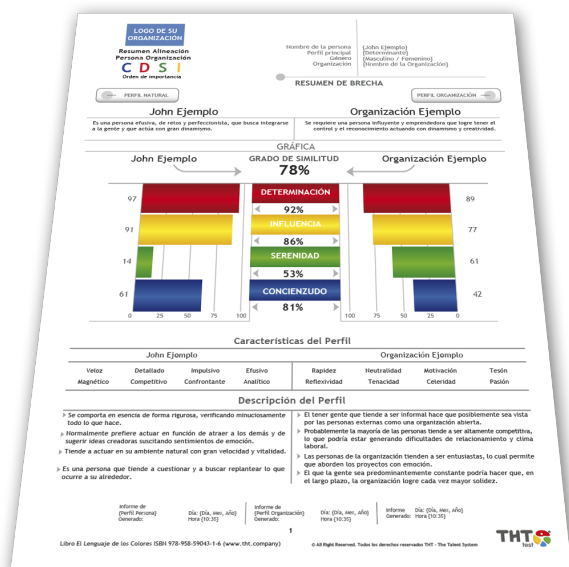 LOGO DE SU
ORGANIZACIÓN
Resumen Alineación
Persona Organización
C D S I
Orden de importancia
Nombre de la persona {John Ejemplo}
Perfil principal {Determinante}
Género {Masculino / Femenino}
Organización {Nombre de la Organización}
RESUMEN DE BRECHA
PERFIL NATURAL
PERFIL ORGANIZACIÓN
John Ejemplo
Organización Ejemplo
Es una persona efusiva, de retos y perfeccionista, que busca integrarse
a la gente y que actúa con gran dinamismo.
Se requiere una persona influyente y emprendedora que logre tener el
control y el reconocimiento actuando con dinamismo y creatividad.
GRÁFICA
John Ejemplo
GRADO DE SIMILITUD
Organización Ejemplo
78%
DETERMINACIÓN
97
89
92%
INFLUENCIA
91
77
86%
SERENIDAD
14
61
53%
CONCIENZUDO
61
42
81%
0 25 50 75 100
100 75 50 25 0
Características del Perfil
John Ejemplo
Organización Ejemplo
Veloz Detallado Impulsivo Efusivo Rapidez Neutralidad Motivación Tesón
Magnético Competitivo Confrontante Analítico Reflexividad Tenacidad Celeridad Pasión
Descripción del Perfil
Se comporta en esencia de forma rigurosa, verificando minuciosamente
todo lo que hace.
Normalmente prefiere actuar en función de atraer a los demás y de
sugerir ideas creadoras suscitando sentimientos de emoción.
Tiende a actuar en su ambiente natural con gran velocidad y vitalidad.
Es una persona que tiende a cuestionar y a buscar replantear lo que
ocurre a su alrededor.
El tener gente que tiende a ser informal hace que posiblemente sea vista
por las personas externas como una organización abierta.
Probablemente la mayoría de las personas tienda a ser altamente competitiva,
lo que podría estar generando dificultades de relacionamiento y clima
laboral.
Las personas de la organización tienden a ser entusiastas, lo cual permite
que aborden los proyectos con emoción.
El que la gente sea predominantemente constante podría hacer que, en
el largo plazo, la organización logre cada vez mayor solidez.
Informe de
{Perfil Persona}
Generado:
Día: {Día, Mes, Año}
Hora {10:35}
Informe de
{Perfil Organización}
Generado:
Día: {Día, Mes, Año}
Hora {10:35}
Informe
Generado:
Día: {Día, Mes, Año}
Hora {10:35}
1
Libro El Lenguaje de los Colores ISBN 978-958-59043-1-6 (www.tht.company)
© All Right Reserved. Todos los derechos reservados THT - The Talent System
THT
test